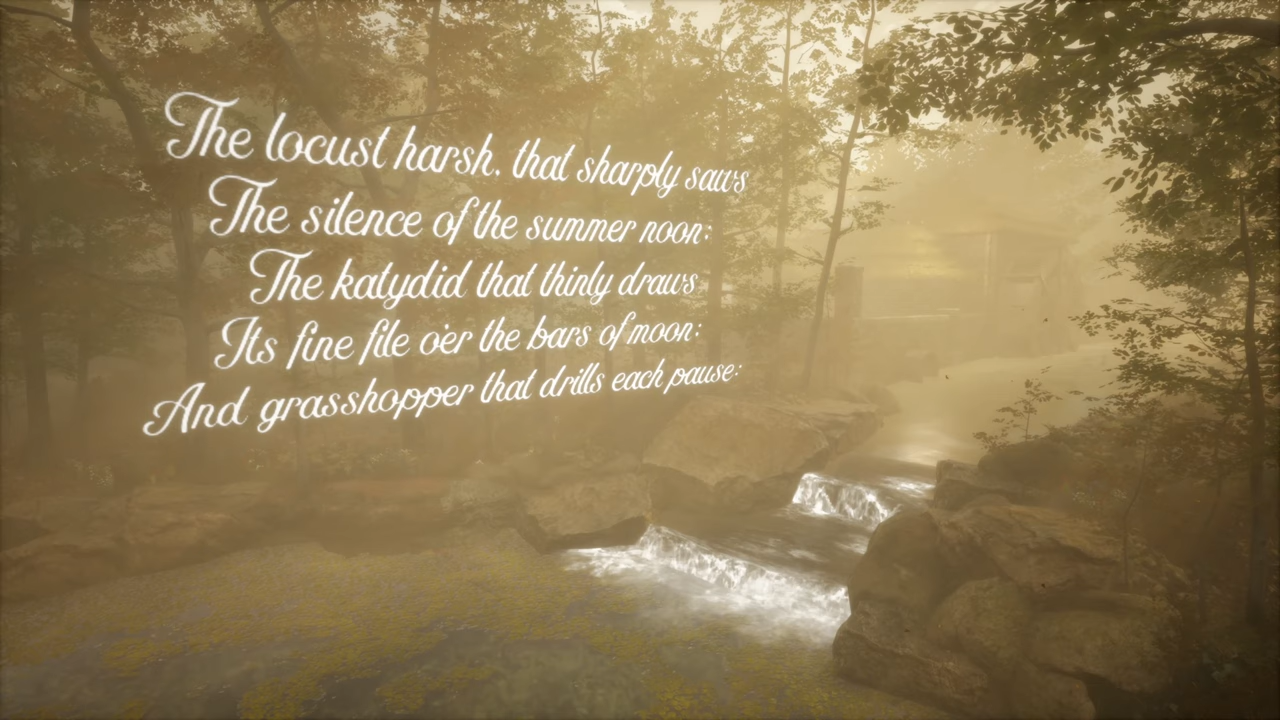 The locust harsh, that sharply saws
The silence of the summer noon;
The katydid that thinly draws
Its fine file o'er the bars of moon;
And grasshopper that drills each pause: